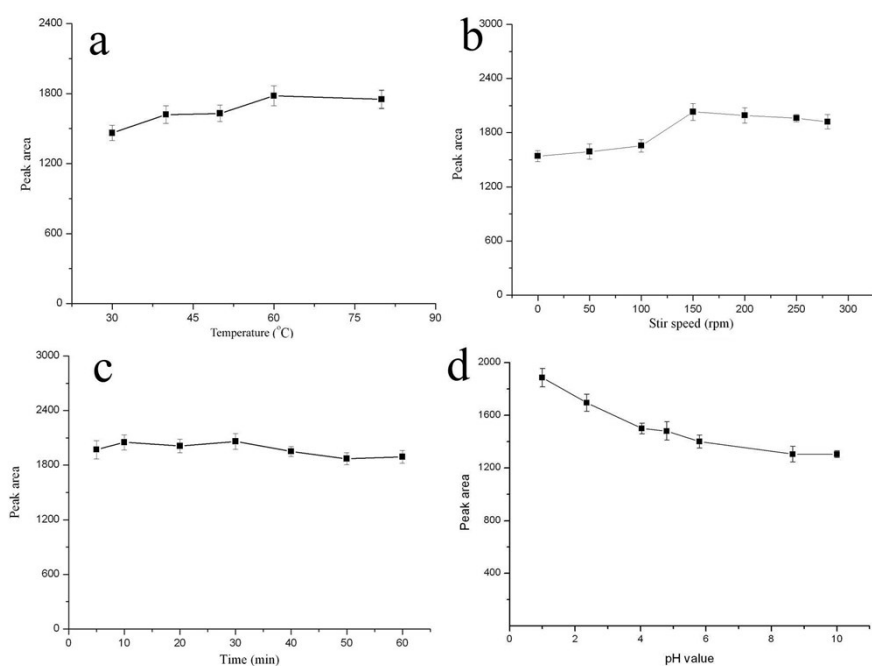 a
2400
1800
1200
600
0
Peak area
30 45 60 75 90
Temperature (°C)
b
3000
2400
1800
1200
600
0
Peak area
0 50 100 150 200 250 300
Stir speed (rpm)
c
3000
2400
1800
1200
600
0
Peak area
0 10 20 30 40 50 60
Time (min)
d
2000
1600
1200
800
400
Peak area
0 2 4 6 8 10
pH value